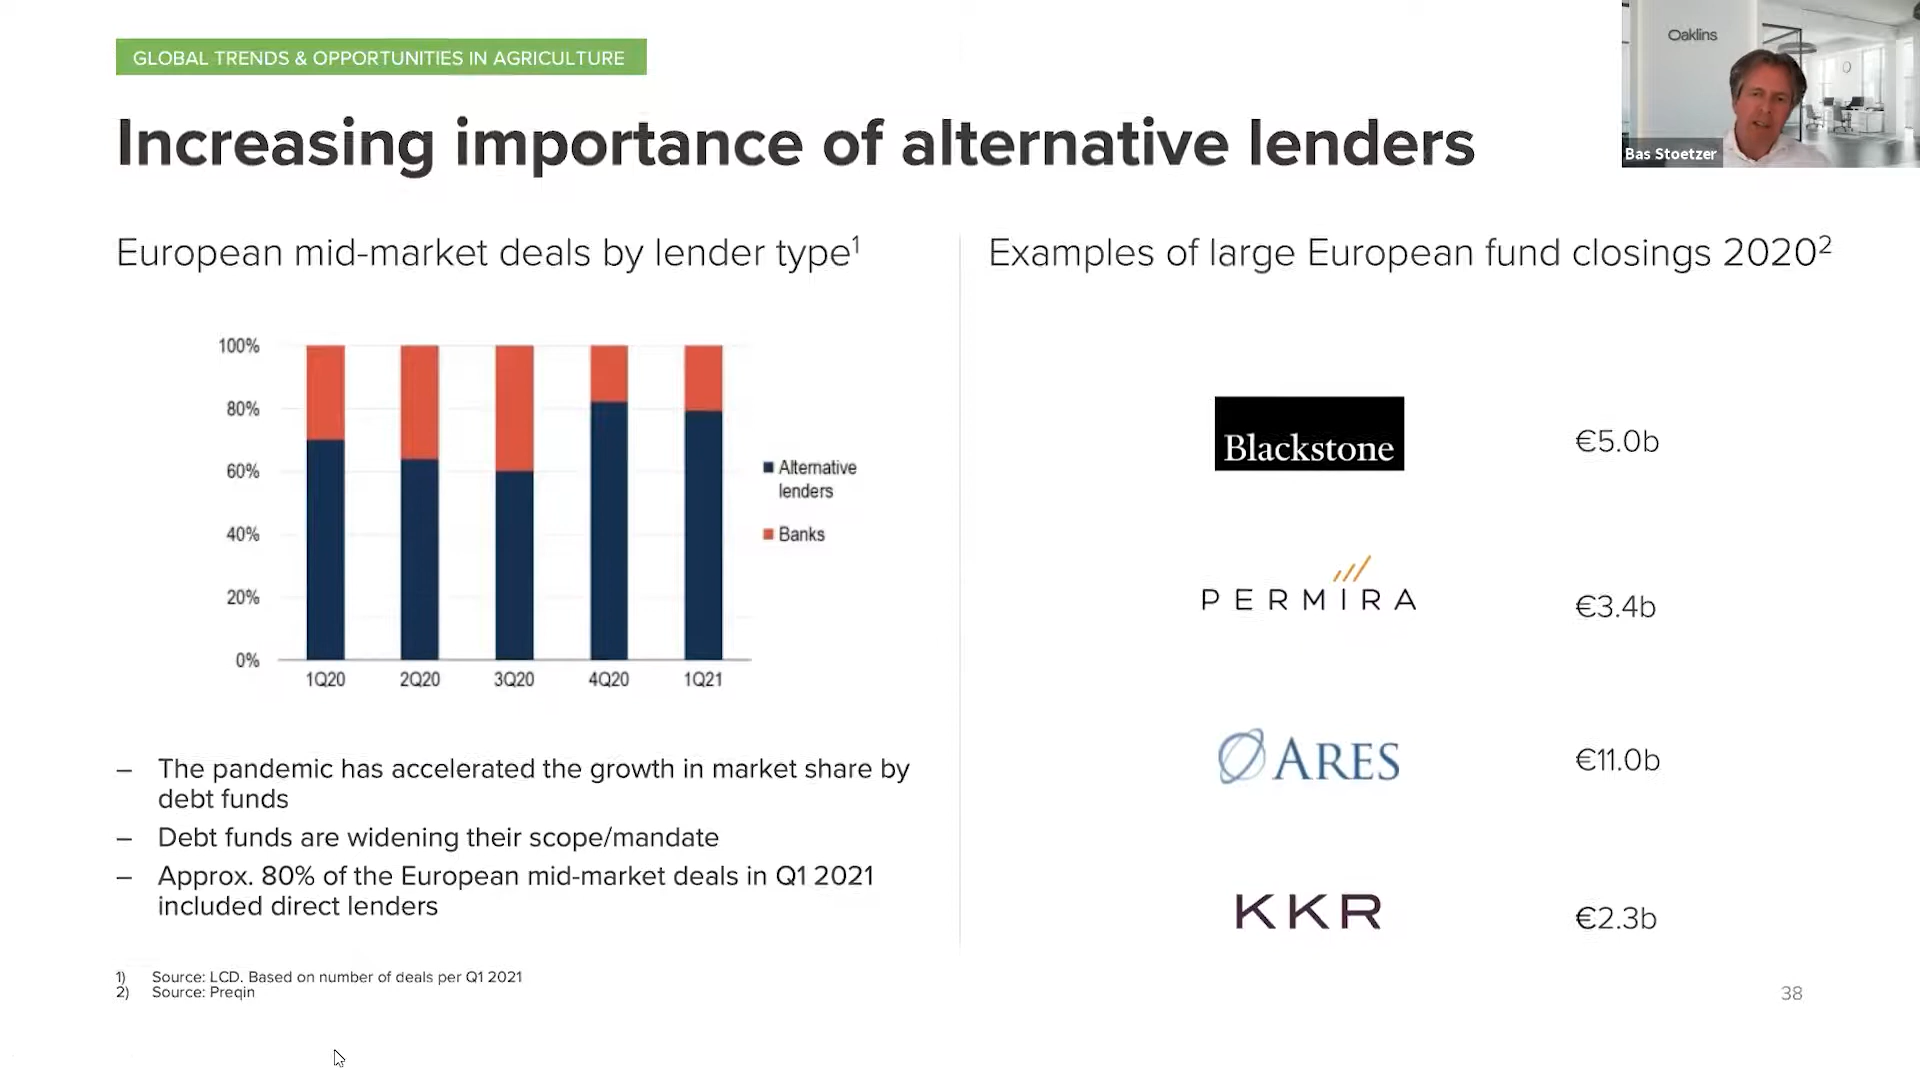 GLOBAL TRENDS & OPPORTUNITIES IN AGRICULTURE
Oaklins
Bas Stoetzer
Increasing importance of alternative lenders
European mid-market deals by lender type¹
100%
80%
60%
40%
20%
0%
1Q20 2Q20 3Q20 4Q20 1Q21
Alternative
lenders
Banks
– The pandemic has accelerated the growth in market share by
debt funds
– Debt funds are widening their scope/mandate
– Approx. 80% of the European mid-market deals in Q1 2021
included direct lenders
Examples of large European fund closings 2020²
Blackstone €5.0b
PERMIRA €3.4b
ARES €11.0b
KKR €2.3b
1) Source: LCD. Based on number of deals per Q1 2021
2) Source: Preqin
38